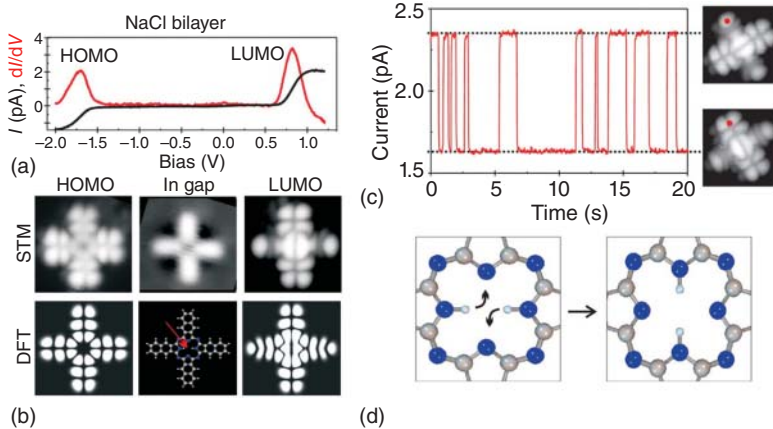 NaCl bilayer
HOMO
LUMO
I (pA), dI//dV
4
2
0
−2.0 −1.5 −1.0 −0.5 0.0 0.5 1.0
Bias (V)
(a)
HOMO In gap LUMO
STM
DFT
(b)
Current (pA)
2.5
2.0
1.5
0 5 10 15 20
Time (s)
(c)
(d)